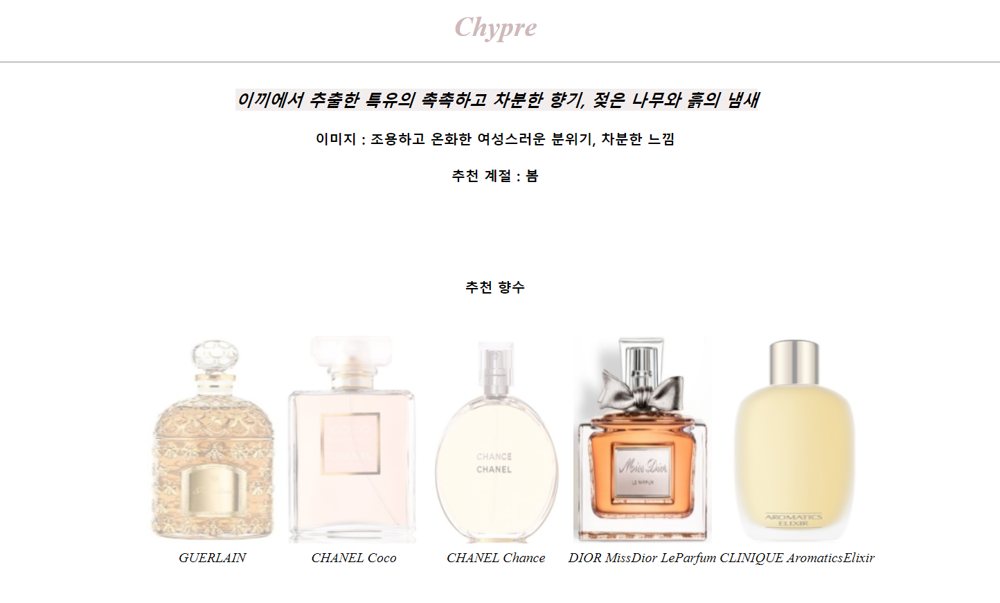 Chypre
이끼에서 추출한 특유의 촉촉하고 차분한 향기, 젖은 나무와 흙의 냄새
이미지 : 조용하고 온화한 여성스러운 분위기, 차분한 느낌
추천 계절 : 봄
추천 향수
CHANEL
CHANCE
CHANEL
Miss Dior
LE PARFUM
AROMATICS
ELIXIR
GUERLAIN
CHANEL Coco
CHANEL Chance
DIOR MissDior LeParfum
CLINIQUE AromaticsElixir